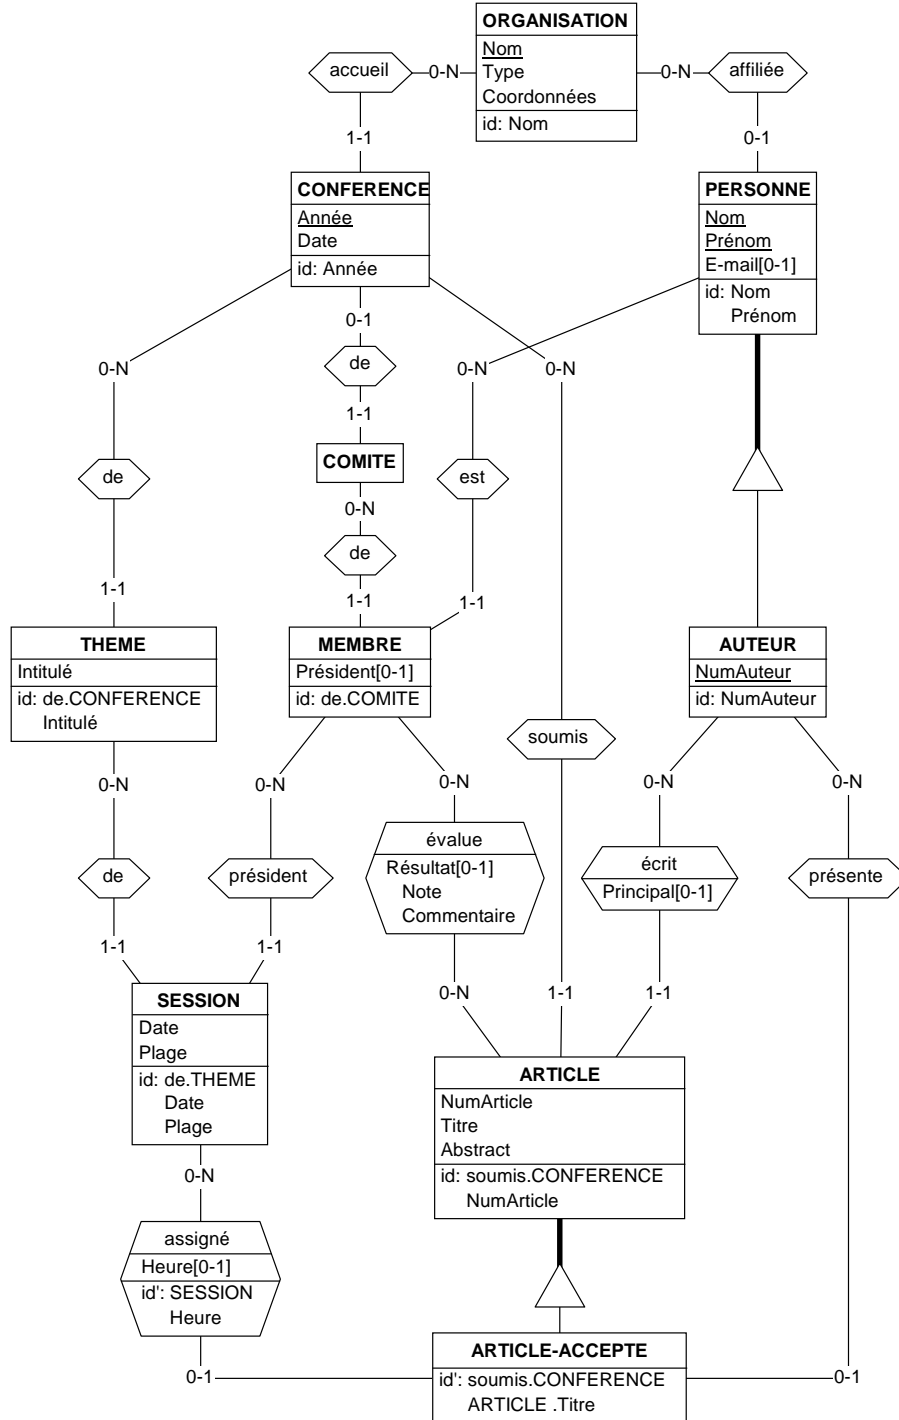 ORGANISATION
Nom
Type
Coordonnées
id: Nom
accueil
0-N
0-N
affiliée
1-1
0-1
CONFERENCE
Année
Date
id: Année
PERSONNE
Nom
Prénom
E-mail[0-1]
id: Nom
Prénom
0-1
0-N
de
0-N
0-N
1-1
de
COMITE
est
0-N
de
1-1
1-1
1-1
THEME
Intitulé
id: de.CONFERENCE
Intitulé
MEMBRE
Président[0-1]
id: de.COMITE
AUTEUR
NumAuteur
id: NumAuteur
soumis
0-N
0-N
0-N
0-N
0-N
de
président
évalue
Résultat[0-1]
Note
Commentaire
écrit
Principal[0-1]
présente
1-1
1-1
0-N
1-1
1-1
SESSION
Date
Plage
id: de.THEME
Date
Plage
ARTICLE
NumArticle
Titre
Abstract
id: soumis.CONFERENCE
NumArticle
0-N
assigné
Heure[0-1]
id': SESSION
Heure
0-1
ARTICLE-ACCEPTE
id': soumis.CONFERENCE
ARTICLE .Titre
0-1